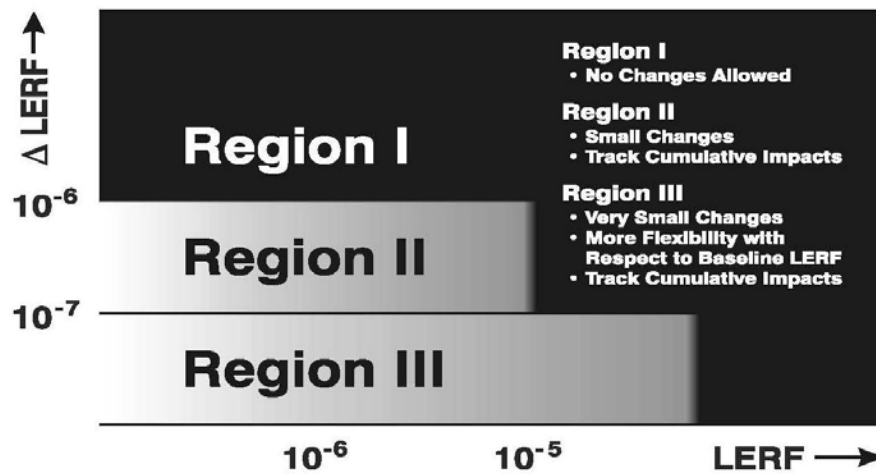 Δ LERF→
Region I
• No Changes Allowed
Region II
• Small Changes
• Track Cumulative Impacts
Region III
• Very Small Changes
• More Flexibility with
Respect to Baseline LERF
• Track Cumulative Impacts
Region I
10⁻⁶
Region II
10⁻⁷
Region III
10⁻⁶ 10⁻⁵ LERF →